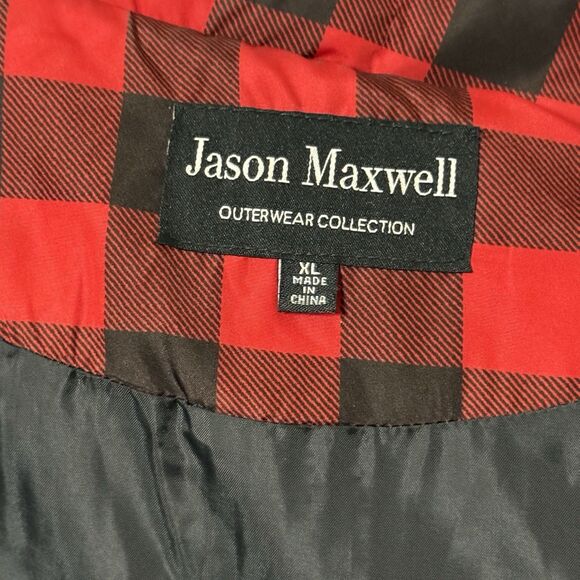 Jason Maxwell
OUTERWEAR COLLECTION
XL
MADE
IN
CHINA